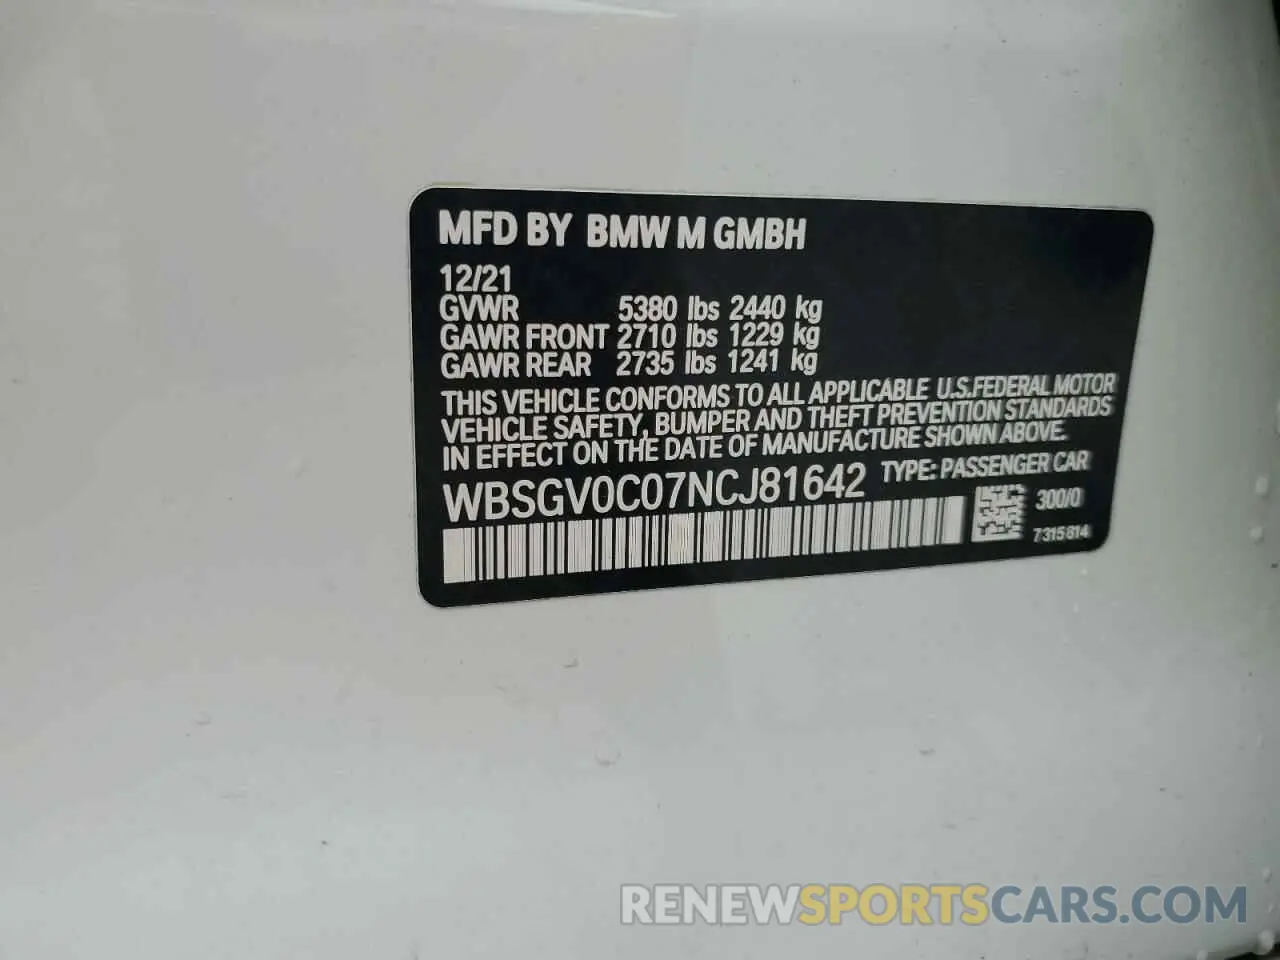 MFD BY BMW M GMBH
12/21
GVWR 5380 lbs 2440 kg
GAWR FRONT 2710 lbs 1229 kg
GAWR REAR 2735 lbs 1241 kg
THIS VEHICLE CONFORMS TO ALL APPLICABLE U.S.FEDERAL MOTOR
VEHICLE SAFETY, BUMPER AND THEFT PREVENTION STANDARDS
IN EFFECT ON THE DATE OF MANUFACTURE SHOWN ABOVE.
WBSGV0C07NCJ81642 TYPE: PASSENGER CAR
300/0
7315814
RENEWSPORTSCARS.COM